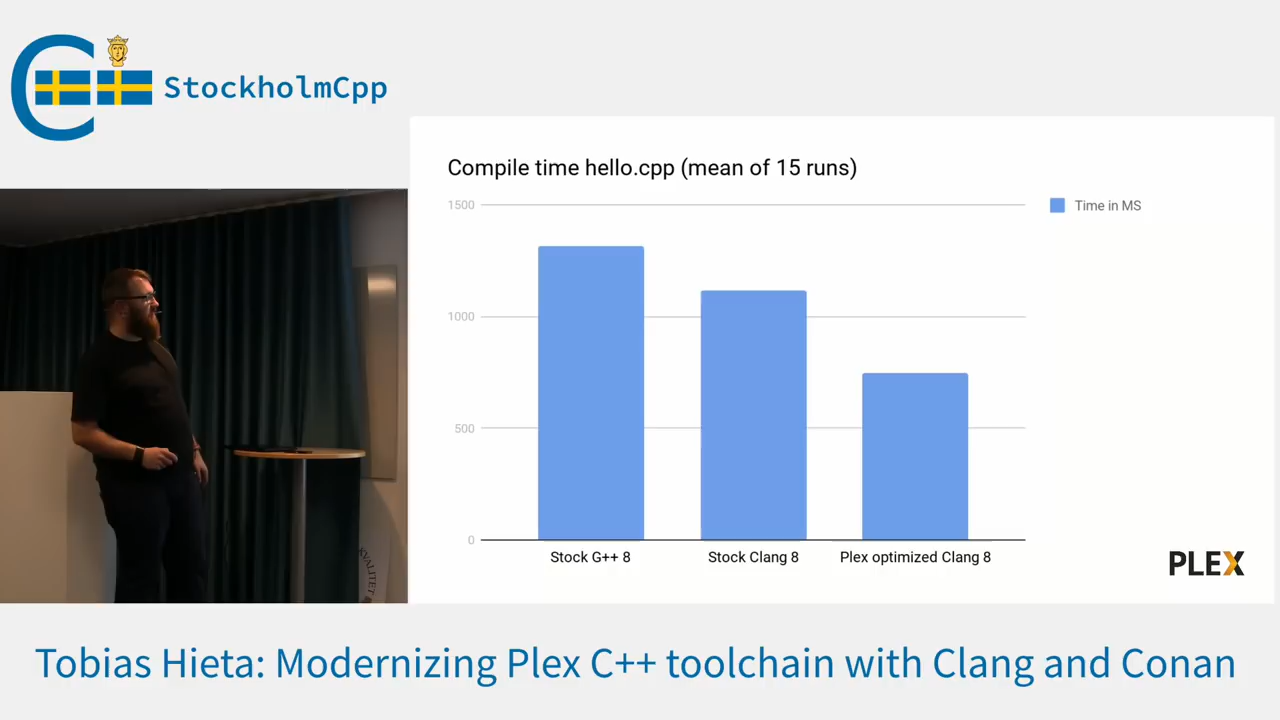 StockholmCpp
Compile time hello.cpp (mean of 15 runs)
1500
1000
500
0
Time in MS
Stock G++ 8
Stock Clang 8
Plex optimized Clang 8
PLEX
KVALITET
Tobias Hieta: Modernizing Plex C++ toolchain with Clang and Conan